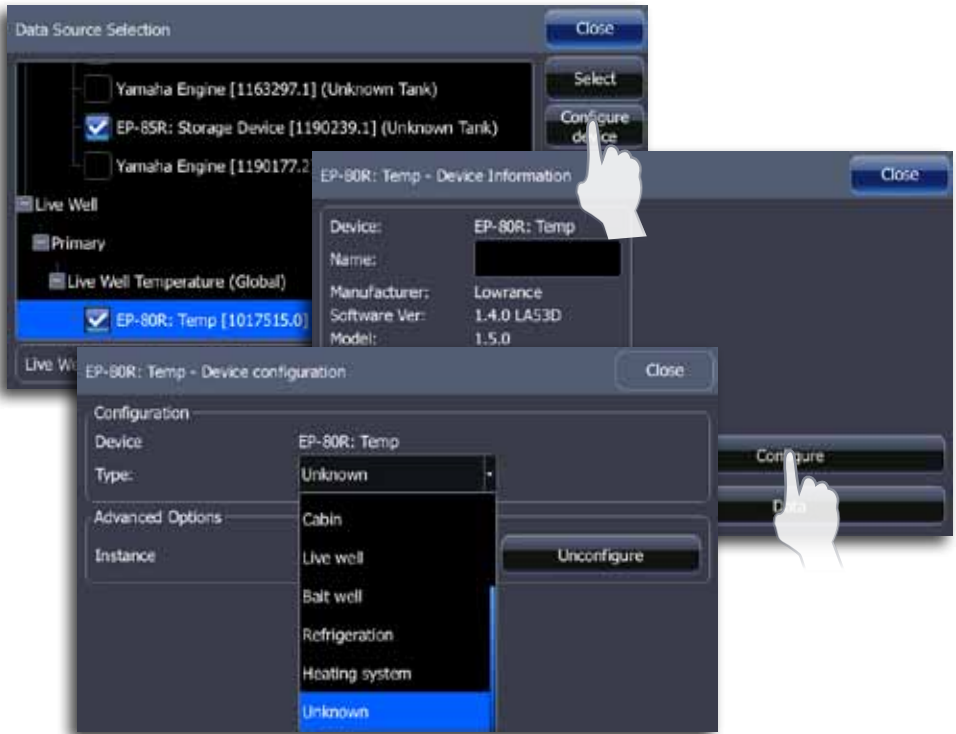 Data Source Selection
Close
Yamaha Engine [1163297.1] (Unknown Tank)
Select
EP-85R: Storage Device [1190239.1] (Unknown Tank)
Configure device
Yamaha Engine [1190177.2
Live Well
Primary
Live Well Temperature (Global)
EP-80R: Temp [1017515.0]
Live We
EP-80R: Temp - Device Information
Close
Device: EP-80R: Temp
Name:
Manufacturer: Lowrance
Software Ver: 1.4.0 LA53D
Model: 1.5.0
Configure
Data
EP-80R: Temp - Device configuration
Close
Configuration
Device EP-80R: Temp
Type: Unknown
Advanced Options
Instance
Unconfigure
Cabin
Live well
Bait well
Refrigeration
Heating system
Unknown